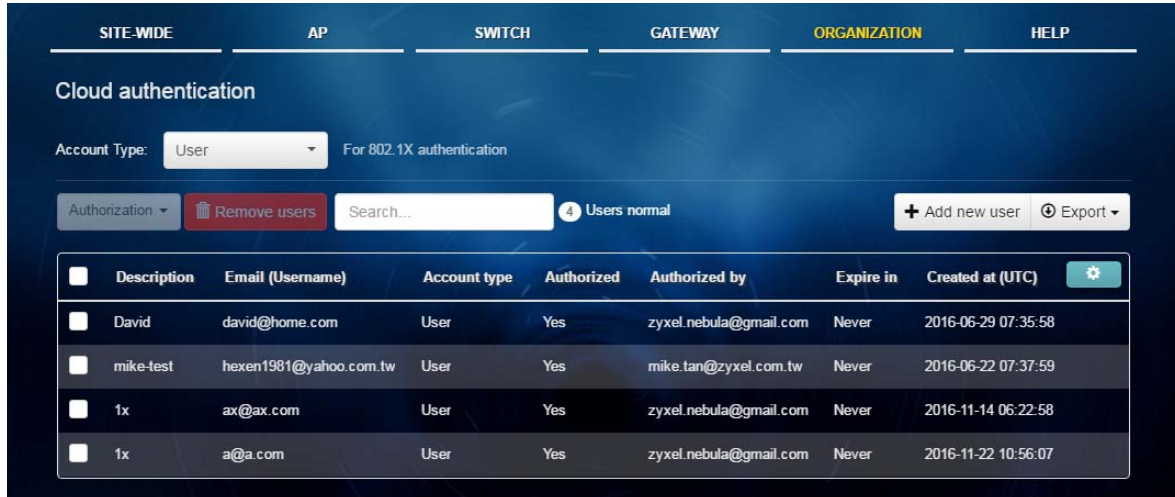 SITE-WIDE AP SWITCH GATEWAY ORGANIZATION HELP
Cloud authentication
Account Type: User For 802.1X authentication
Authorization Remove users Search... 4 Users normal Add new user Export
Description Email (Username) Account type Authorized Authorized by Expire in Created at (UTC)
David david@home.com User Yes zyxel.nebula@gmail.com Never 2016-06-29 07:35:58
mike-test hexen1981@yahoo.com.tw User Yes mike.tan@zyxel.com.tw Never 2016-06-22 07:37:59
1x ax@ax.com User Yes zyxel.nebula@gmail.com Never 2016-11-14 06:22:58
1x a@a.com User Yes zyxel.nebula@gmail.com Never 2016-11-22 10:56:07